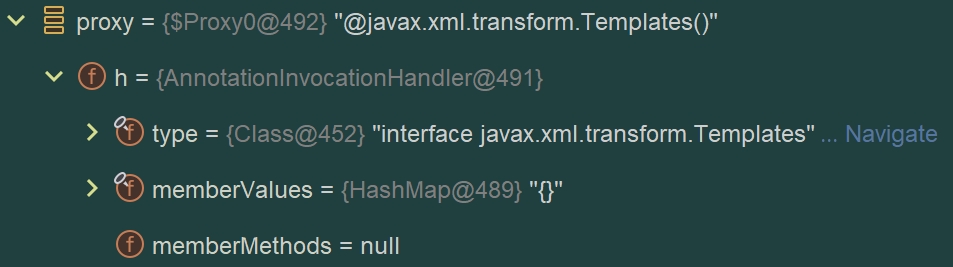 proxy = {$Proxy0@492} "@javax.xml.transform.Templates()"
f h = {AnnotationInvocationHandler@491}
f type = {Class@452} "interface javax.xml.transform.Templates" ... Navigate
f memberValues = {HashMap@489} "{}"
f memberMethods = null